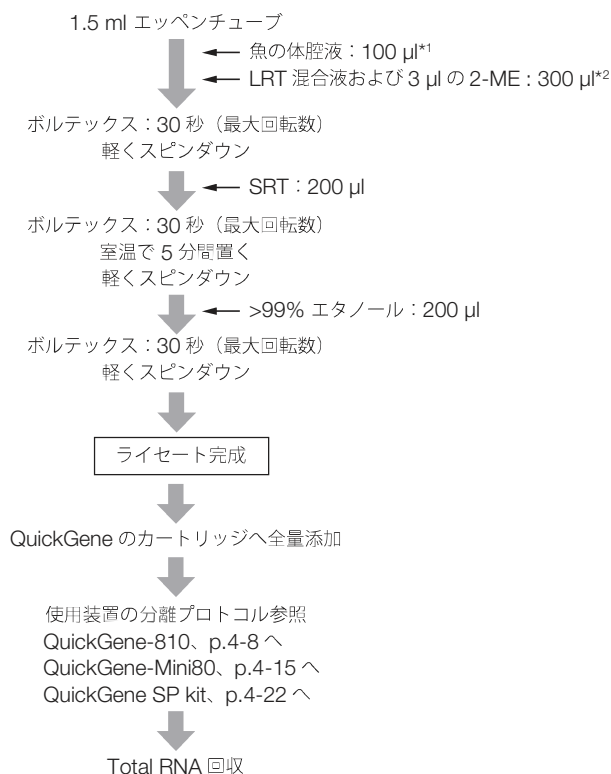 1.5 ml エッペンチューブ
魚の体腔液：100 µl*1
LRT 混合液および 3 µl の 2-ME : 300 µl*2
ボルテックス：30 秒（最大回転数）
軽くスピンダウン
SRT：200 µl
ボルテックス：30 秒（最大回転数）
室温で 5 分間置く
軽くスピンダウン
>99% エタノール：200 µl
ボルテックス：30 秒（最大回転数）
軽くスピンダウン
ライセート完成
QuickGene のカートリッジへ全量添加
使用装置の分離プロトコル参照
QuickGene-810、p.4-8 へ
QuickGene-Mini80、p.4-15 へ
QuickGene SP kit、p.4-22 へ
Total RNA 回収